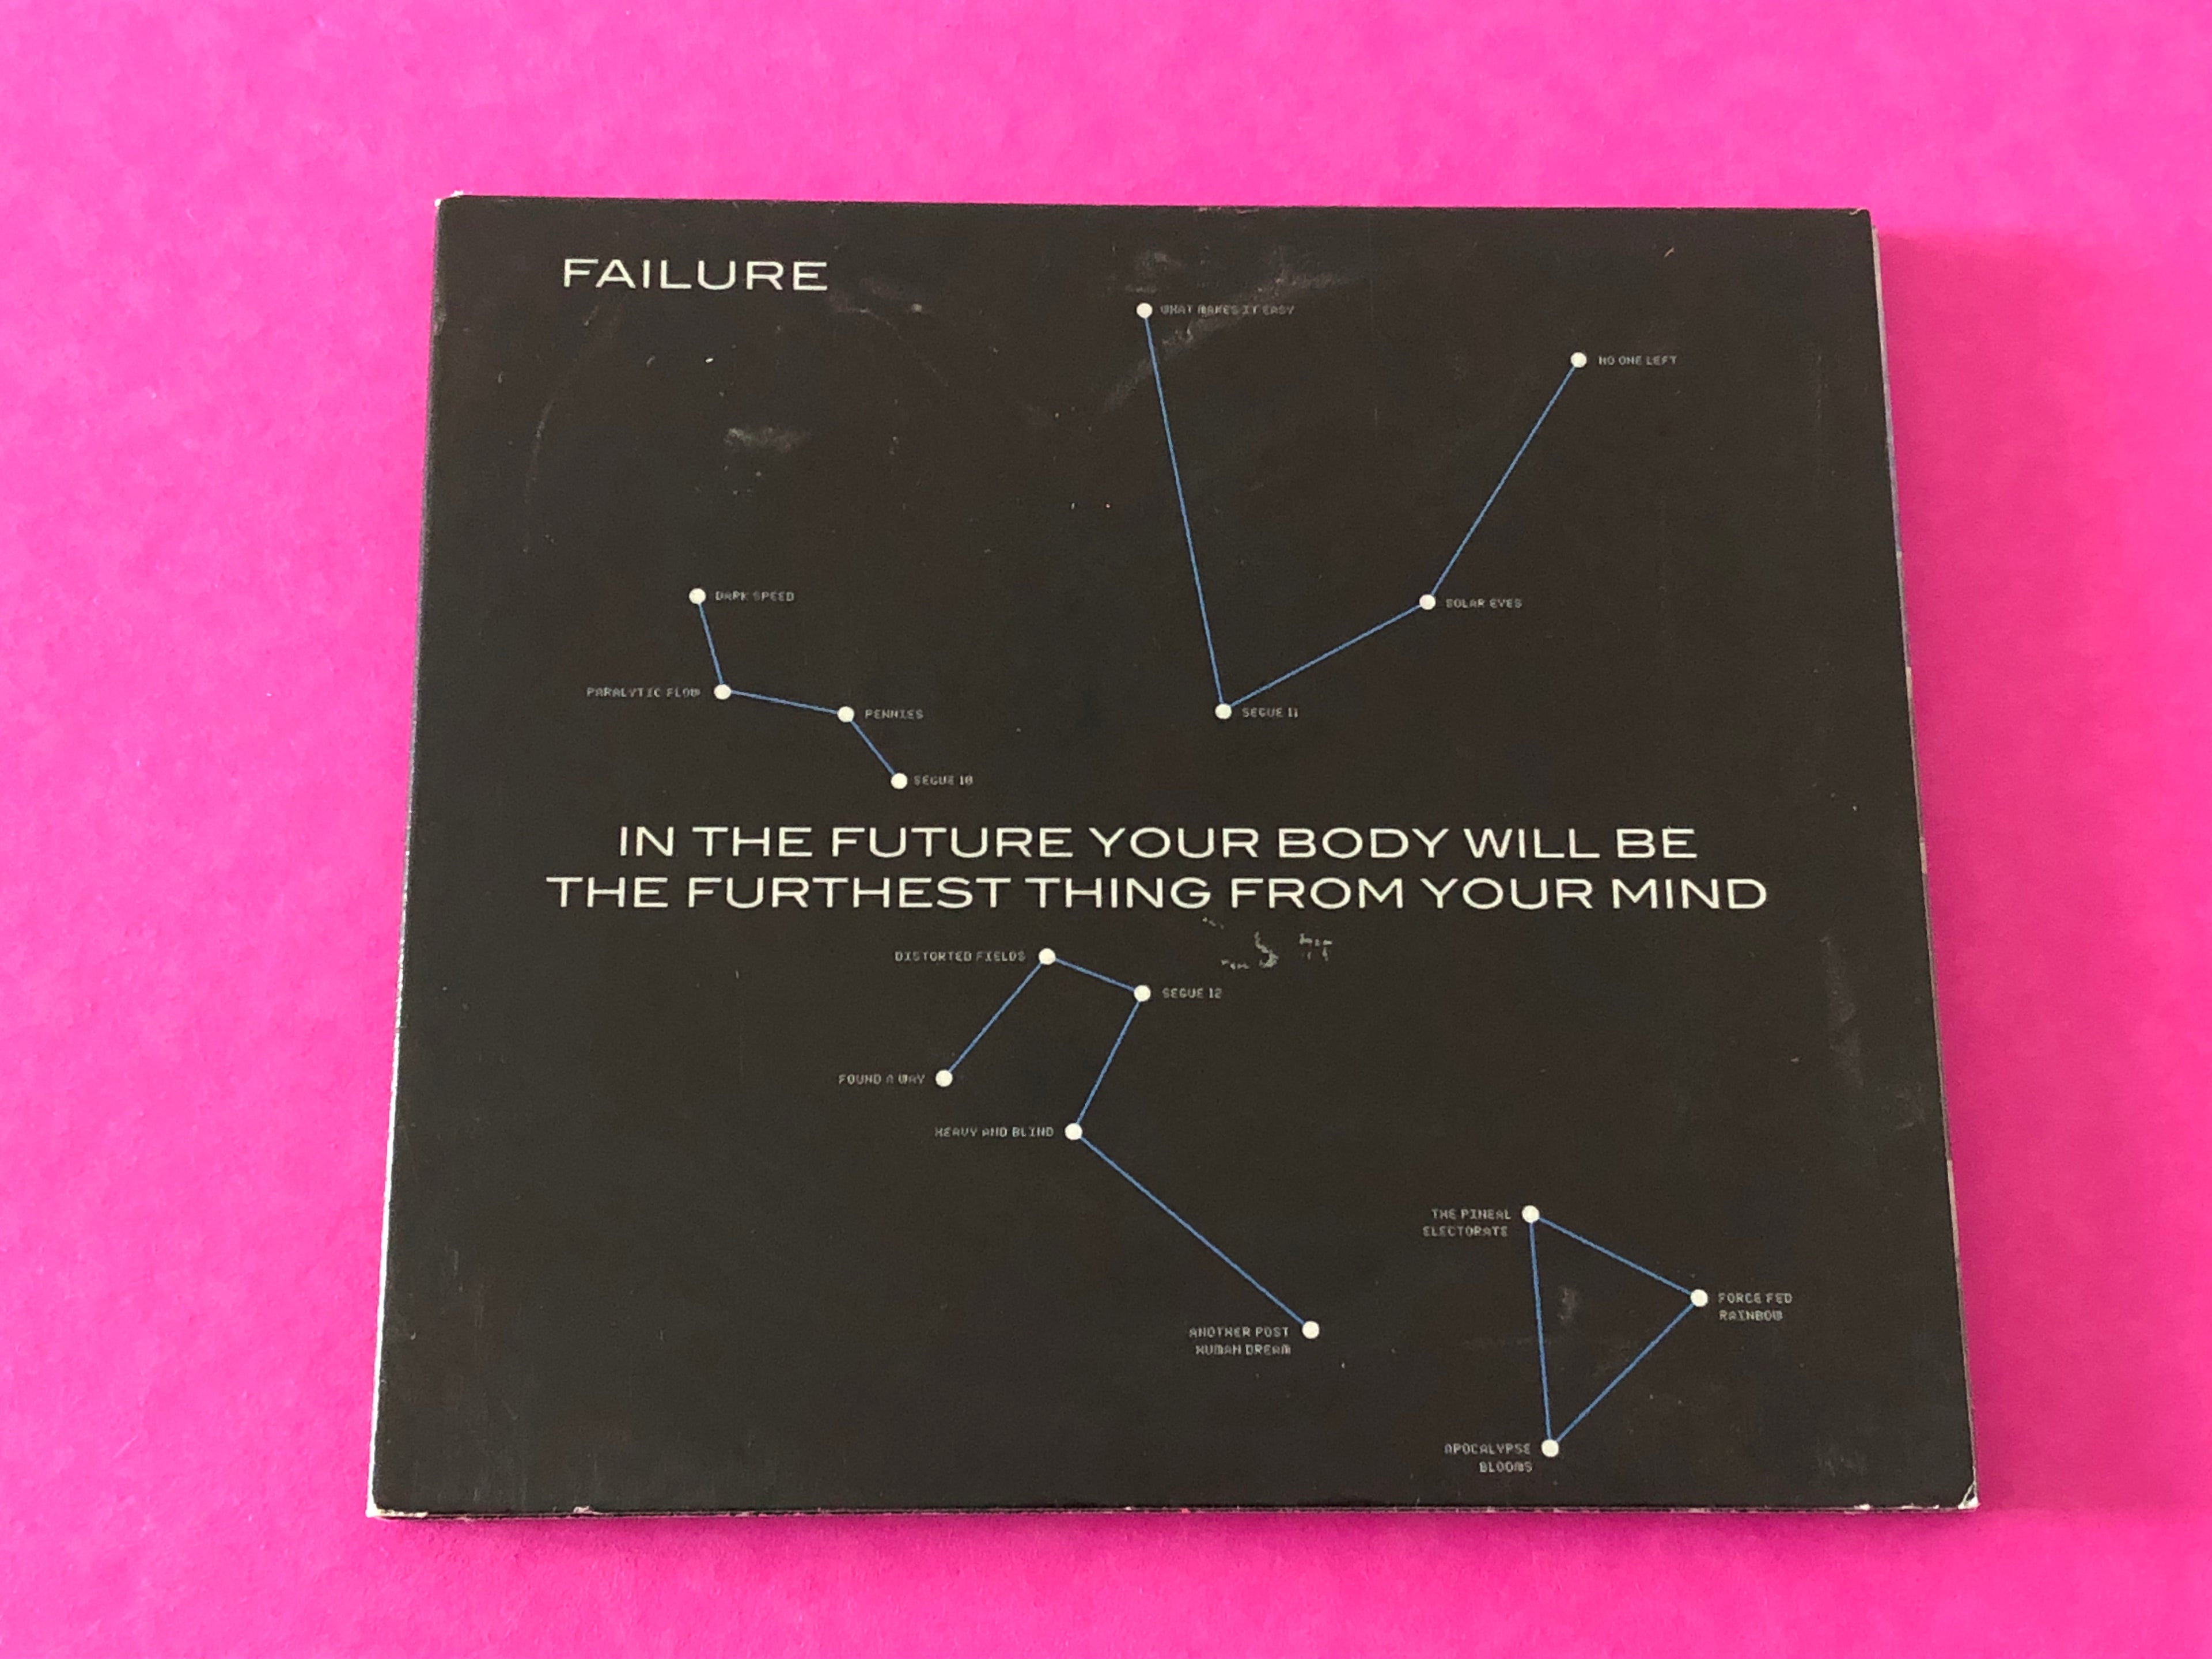 FAILURE
WHAT MAKES IT EASY
NO ONE LEFT
DARK SPEED
SOLAR EYES
PARALYTIC FLOW
PENNIES
SEGUE 11
SEGUE 10
IN THE FUTURE YOUR BODY WILL BE
THE FURTHEST THING FROM YOUR MIND
DISTORTED FIELDS
SEGUE 12
FOUND A WAY
HEAVY AND BLIND
THE PINEAL
ELECTORATE
FORCE FED
RAINBOW
ANOTHER POST
HUMAN DREAM
APOCALYPSE
BLOOMS